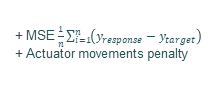 + MSE $\frac{1}{n}\sum_{i=1}^{n}(y_{response} - y_{target})$
+ Actuator movements penalty